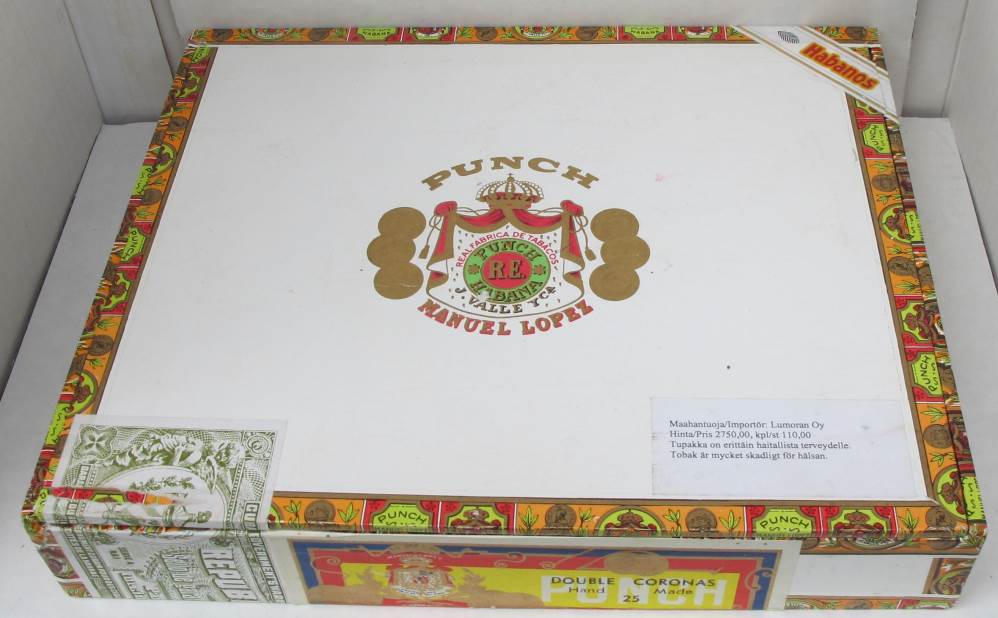 Habanos
PUNCH
REAL FABRICA DE TABACOS
PUNCH
R.E.
HABANA
J. VALLE Y Ca
MANUEL LOPEZ
Maahantuoja/Importör: Lumoran Oy
Hinta/Pris 2750,00, kpl/st 110,00
Tupakka on erittäin haitallista terveydelle.
Tobak är mycket skadligt för hälsan.
PUNCH
PUNCH
DOUBLE CORONAS
PUNCH
Hand 25 Made